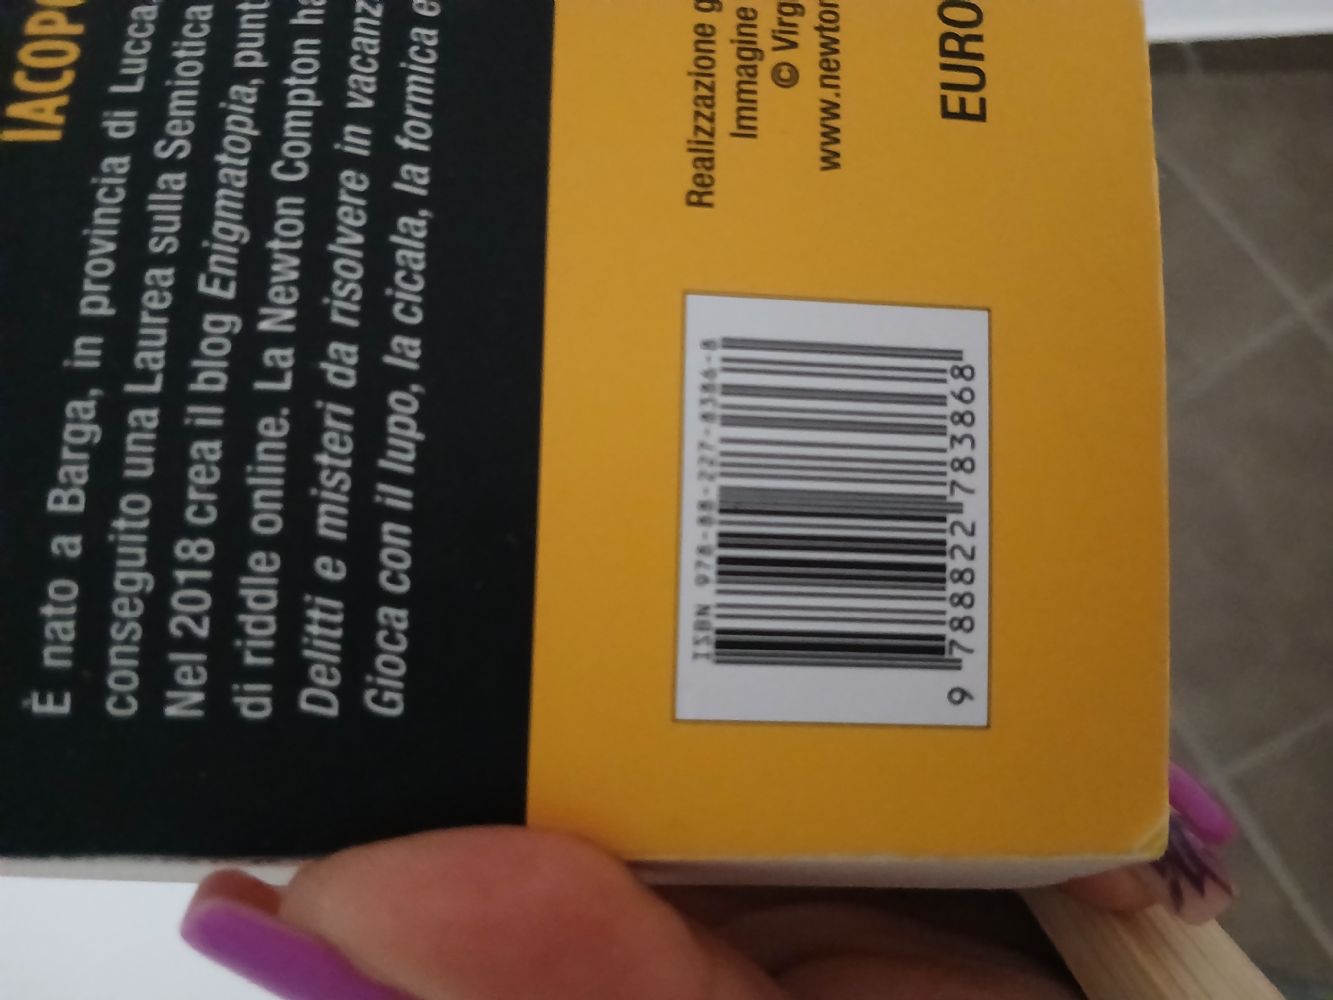 IACOPO
È nato a Barga, in provincia di Lucca,
conseguito una Laurea sulla Semiotica
Nel 2018 crea il blog Enigmatopia, punt
di riddle online. La Newton Compton ha
Delitti e misteri da risolvere in vacanz
Gioca con il lupo, la cicala, la formica e
Realizzazione g
Immagine
© Virg
www.newton
EURO
ISBN 978-88-227-8386-8
9 788822 783868